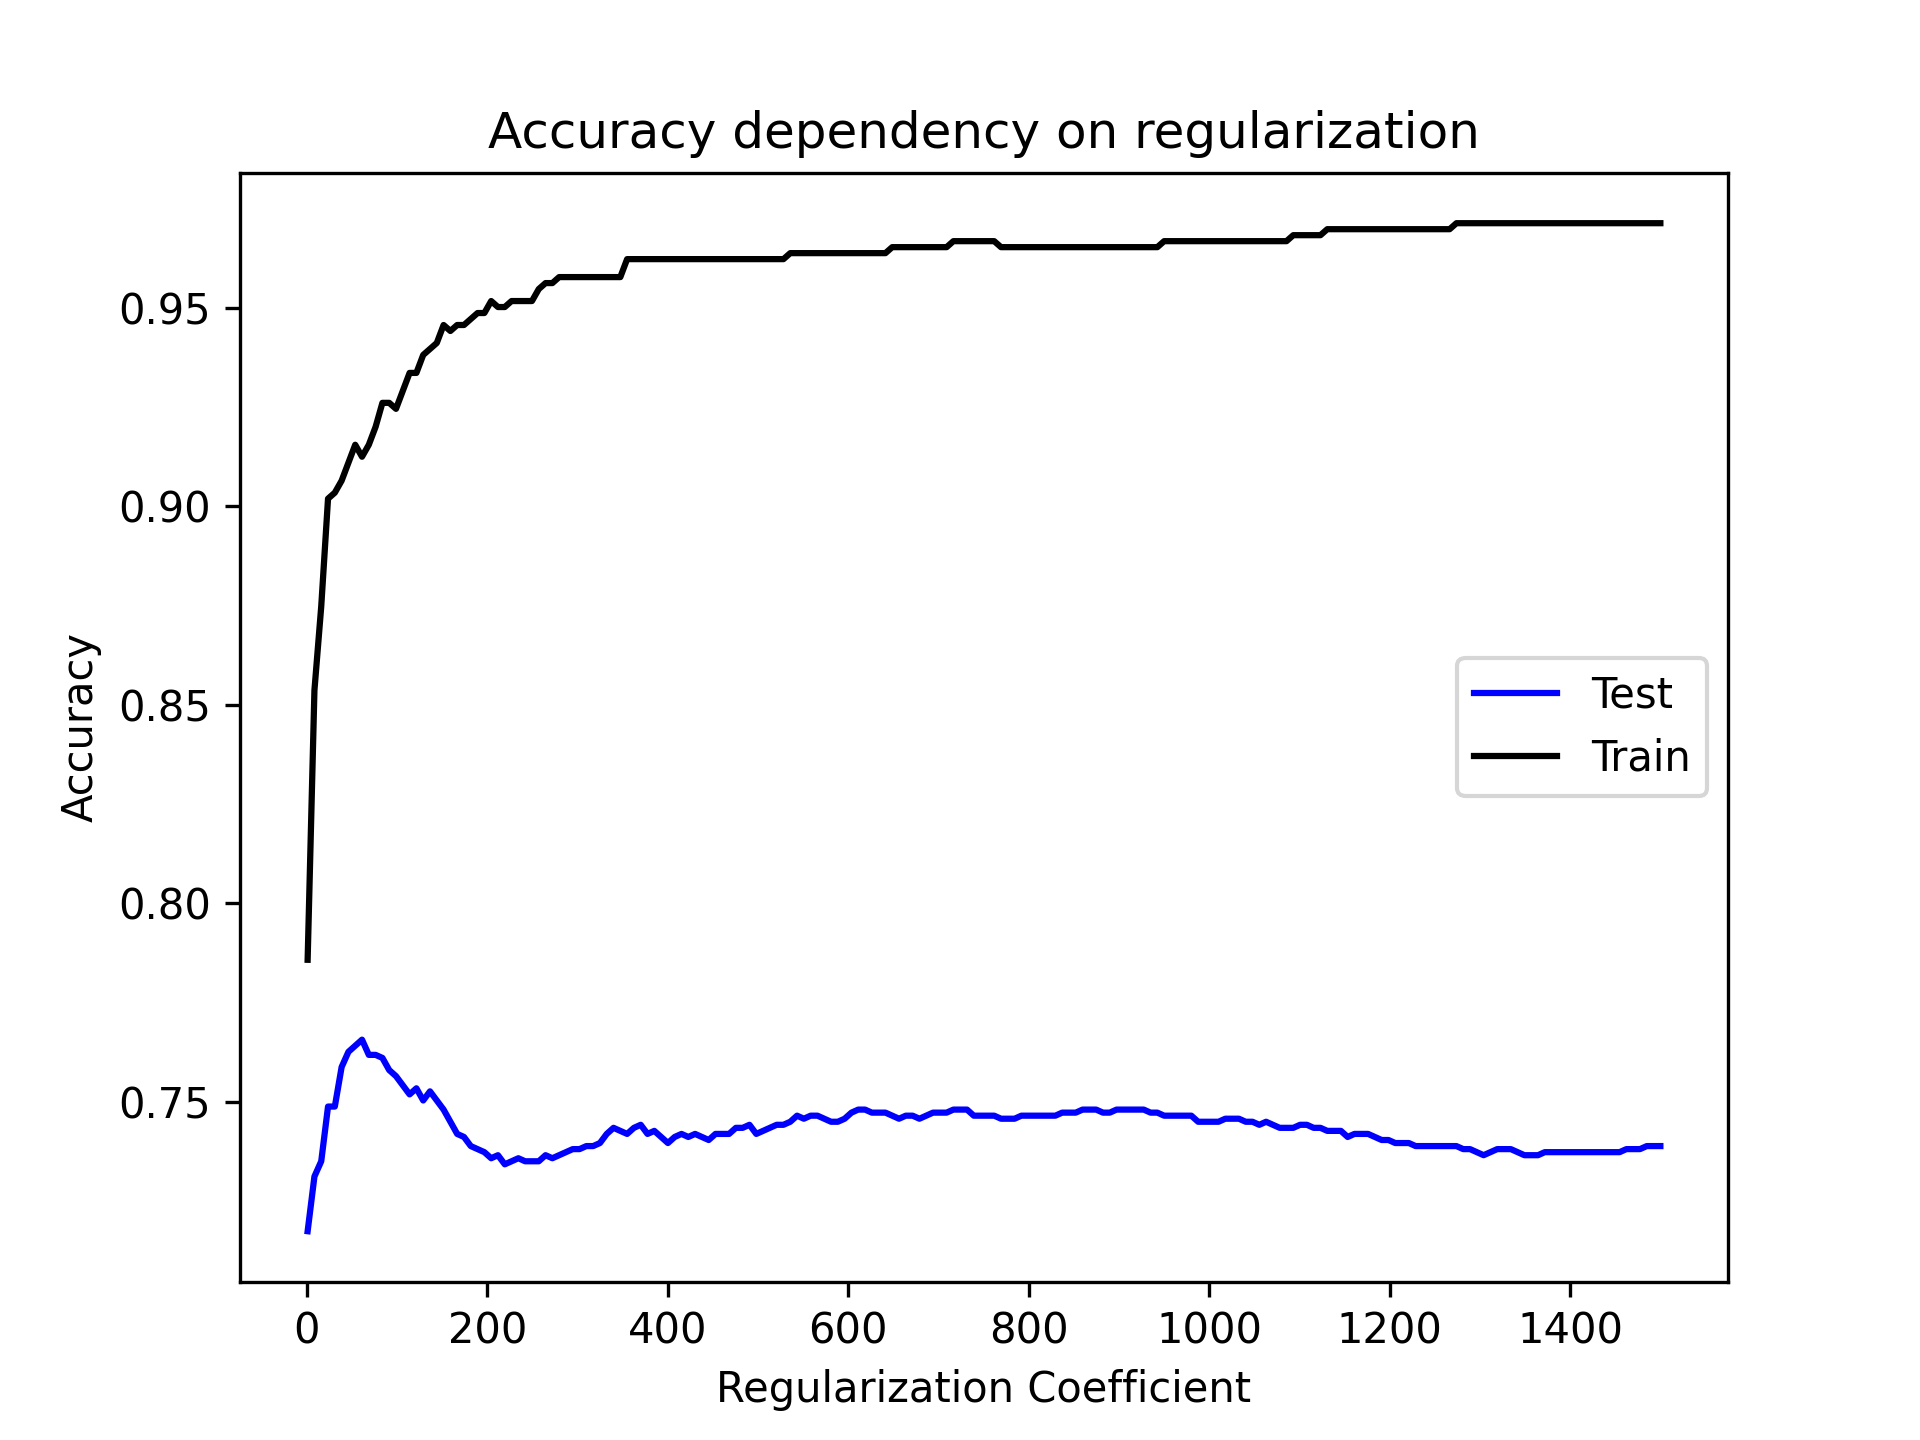 Accuracy dependency on regularization
Accuracy
0.95
0.90
0.85
0.80
0.75
Test
Train
0 200 400 600 800 1000 1200 1400
Regularization Coefficient